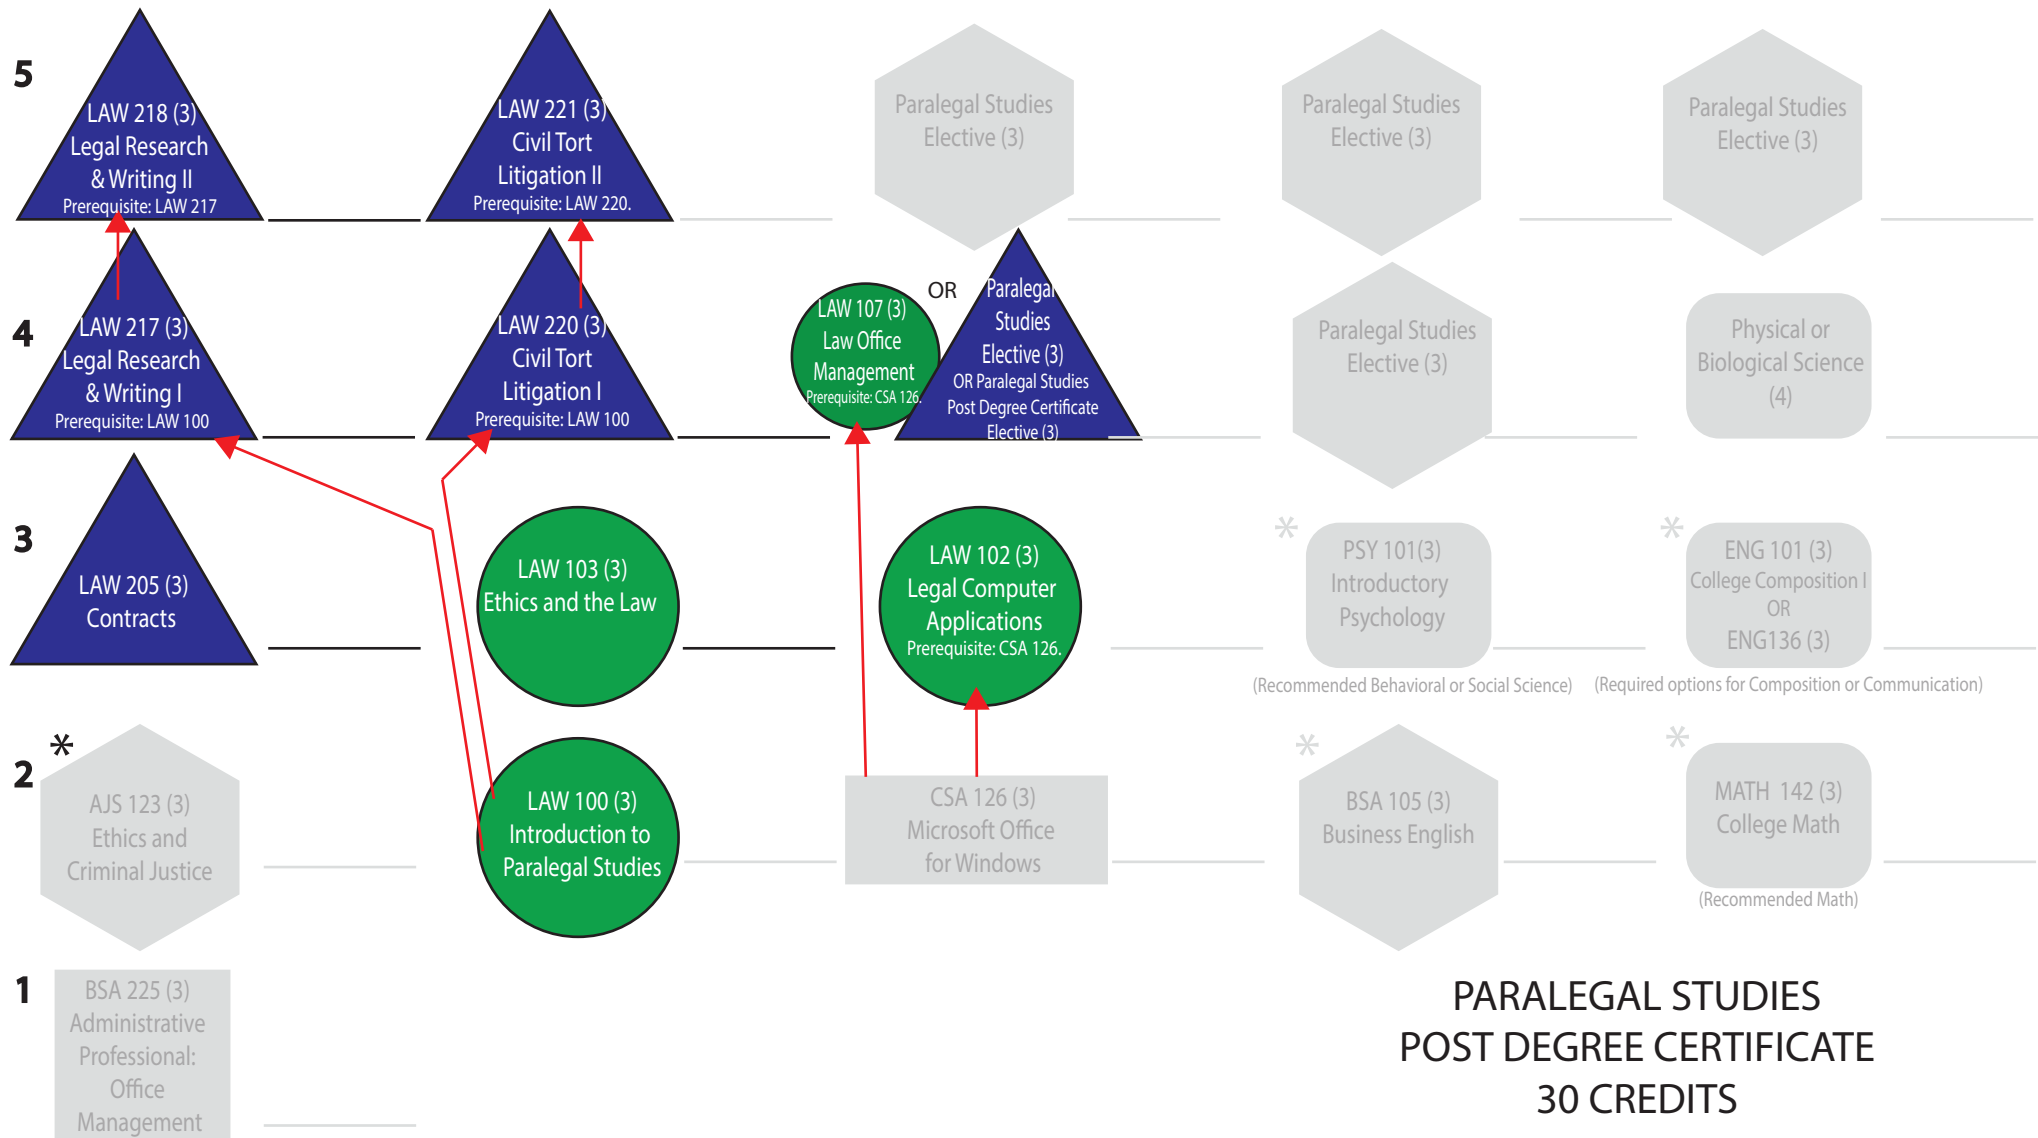 5
LAW 218 (3)
Legal Research
& Writing II
Prerequisite: LAW 217
LAW 221 (3)
Civil Tort
Litigation II
Prerequisite: LAW 220.
Paralegal Studies
Elective (3)
Paralegal Studies
Elective (3)
Paralegal Studies
Elective (3)
4
LAW 217 (3)
Legal Research
& Writing I
Prerequisite: LAW 100
LAW 220 (3)
Civil Tort
Litigation I
Prerequisite: LAW 100
LAW 107 (3)
Law Office
Management
Prerequisite: CSA 126.
OR
Paralegal
Studies
Elective (3)
OR Paralegal Studies
Post Degree Certificate
Elective (3)
Paralegal Studies
Elective (3)
Physical or
Biological Science
(4)
3
LAW 205 (3)
Contracts
LAW 103 (3)
Ethics and the Law
LAW 102 (3)
Legal Computer
Applications
Prerequisite: CSA 126.
*
PSY 101(3)
Introductory
Psychology
(Recommended Behavioral or Social Science)
*
ENG 101 (3)
College Composition I
OR
ENG136 (3)
(Required options for Composition or Communication)
2
*
AJS 123 (3)
Ethics and
Criminal Justice
LAW 100 (3)
Introduction to
Paralegal Studies
CSA 126 (3)
Microsoft Office
for Windows
*
BSA 105 (3)
Business English
*
MATH 142 (3)
College Math
(Recommended Math)
1
BSA 225 (3)
Administrative
Professional:
Office
Management
PARALEGAL STUDIES
POST DEGREE CERTIFICATE
30 CREDITS